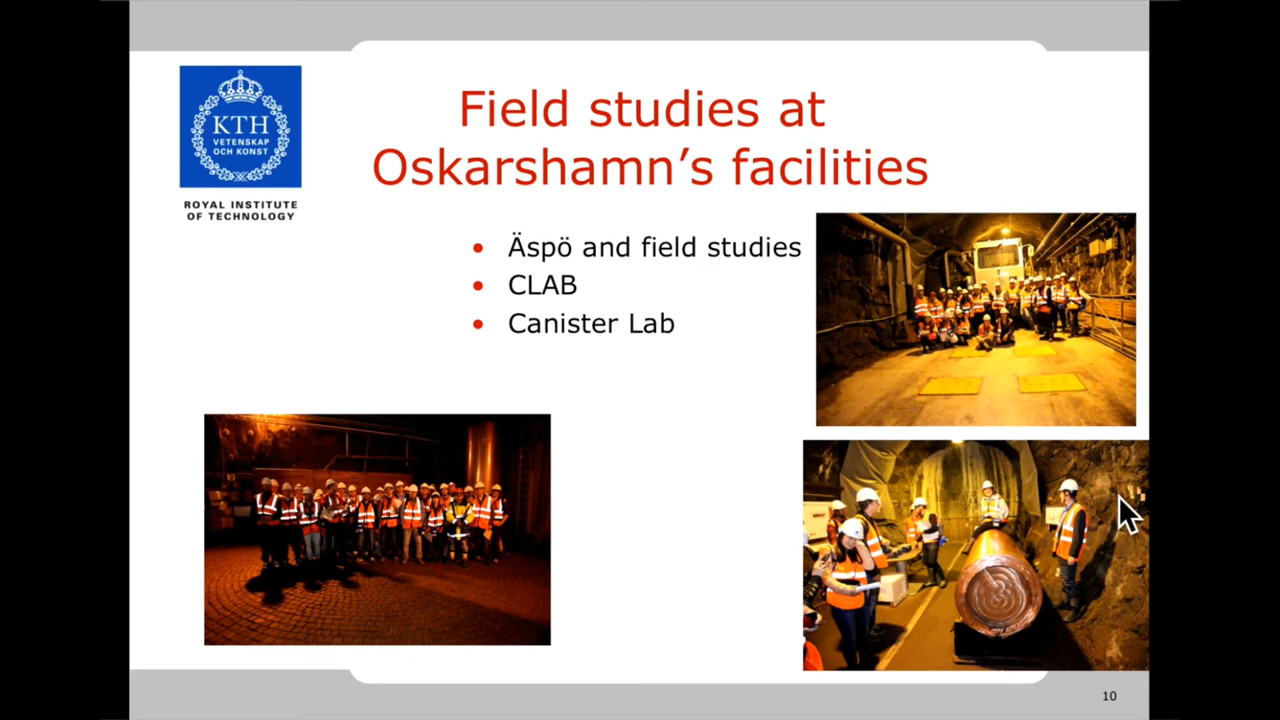 KTH
VETENSKAP
OCH KONST
ROYAL INSTITUTE
OF TECHNOLOGY
Field studies at
Oskarshamn’s facilities
• Äspö and field studies
• CLAB
• Canister Lab
10